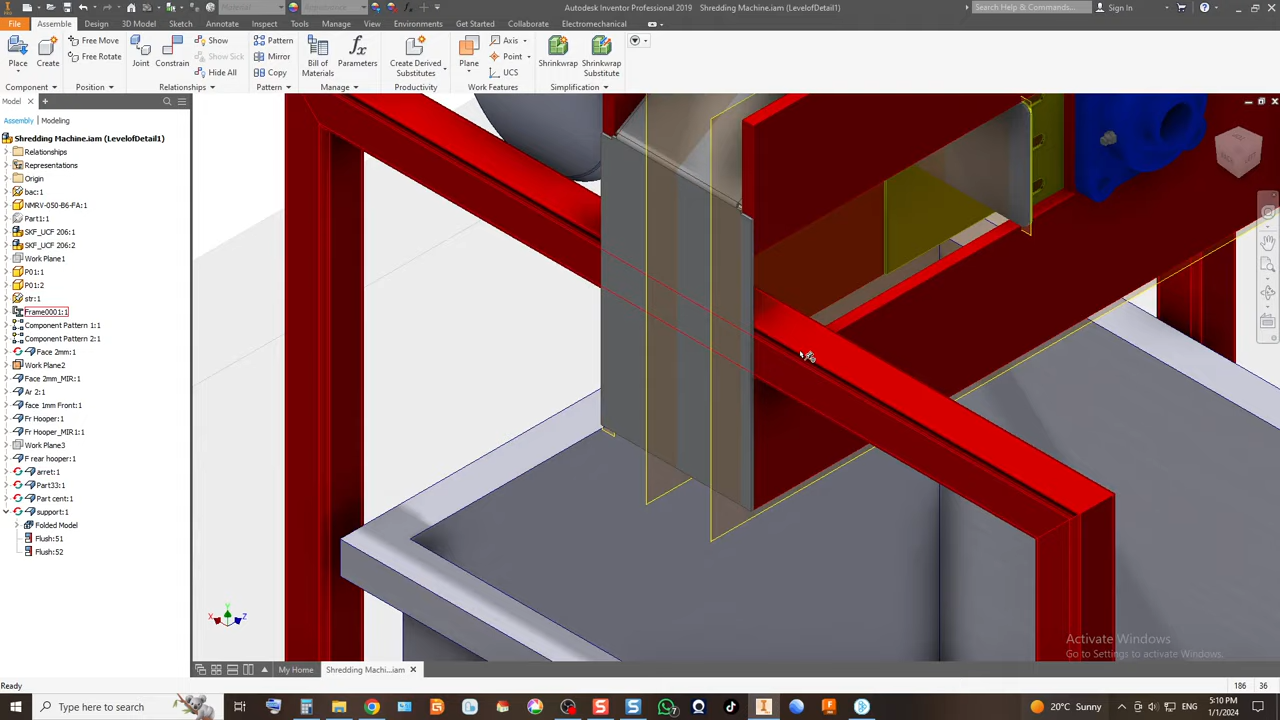 Material
Appearance
Autodesk Inventor Professional 2019 Shredding Machine.iam (LevelofDetail1)
Search Help & Commands...
Sign In
File Assemble Design 3D Model Sketch Annotate Inspect Tools Manage View Environments Get Started Collaborate Electromechanical
Place
Create
Free Move
Free Rotate
Joint
Constrain
Show
Show Sick
Hide All
Pattern
Mirror
Copy
Bill of Materials
Parameters
Create Derived Substitutes
Plane
Axis
Point
UCS
Shrinkwrap
Shrinkwrap Substitute
Component Position Relationships Pattern Manage Productivity Work Features Simplification
Model
Assembly Modeling
Shredding Machine.iam (LevelofDetail1)
Relationships
Representations
Origin
bac:1
NMRV-050-B6-FA:1
Part1:1
SKF_UCF 206:1
SKF_UCF 206:2
Work Plane1
P01:1
P01:2
str:1
Frame0001:1
Component Pattern 1:1
Component Pattern 2:1
Face 2mm:1
Work Plane2
Face 2mm_MIR:1
Ar 2:1
face 1mm Front:1
Fr Hooper:1
Fr Hooper_MIR1:1
Work Plane3
F rear hooper:1
arret:1
Part33:1
Part cent:1
support:1
Folded Model
Flush:51
Flush:52
X Y Z
Activate Windows
Go to Settings to activate Windows.
My Home
Shredding Machi...iam
Ready
186 36
Type here to search
20°C Sunny
ENG
5:10 PM
1/1/2024